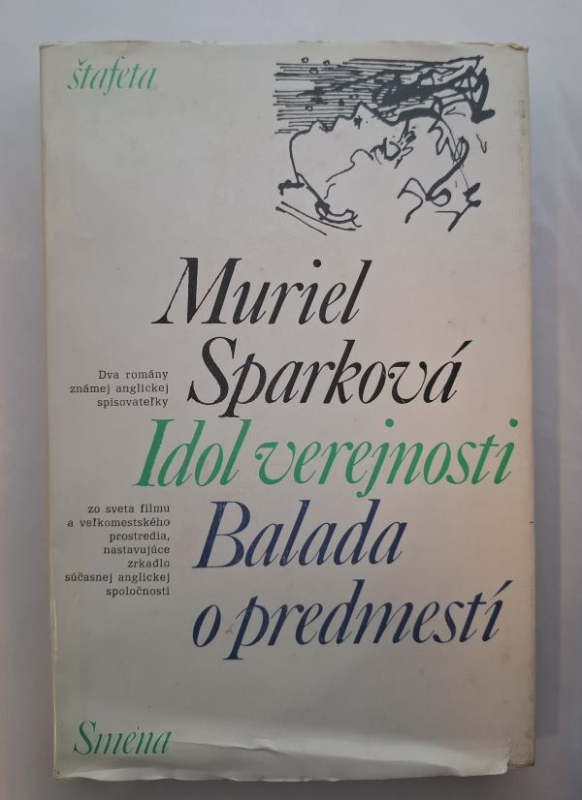 štafeta
Muriel
Sparková
Dva romány
známej anglickej
spisovateľky
Idol verejnosti
Balada
o predmestí
zo sveta filmu
a veľkomestského
prostredia,
nastavujúce
zrkadlo
súčasnej anglickej
spoločnosti
Smena